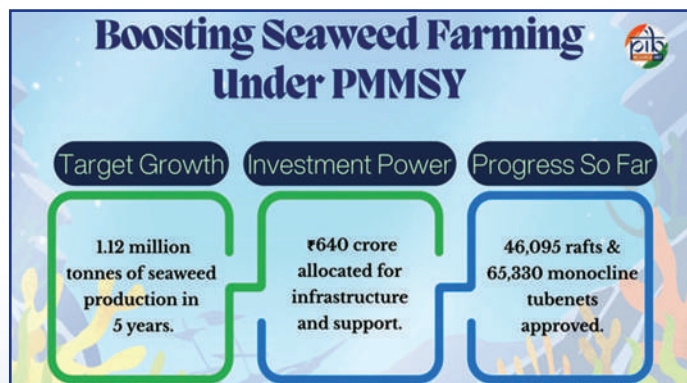 Boosting Seaweed Farming
Under PMMSY
pib
Target Growth
Investment Power
Progress So Far
1.12 million
tonnes of seaweed
production in
5 years.
₹640 crore
allocated for
infrastructure
and support.
46,095 rafts &
65,330 monocline
tubenets
approved.